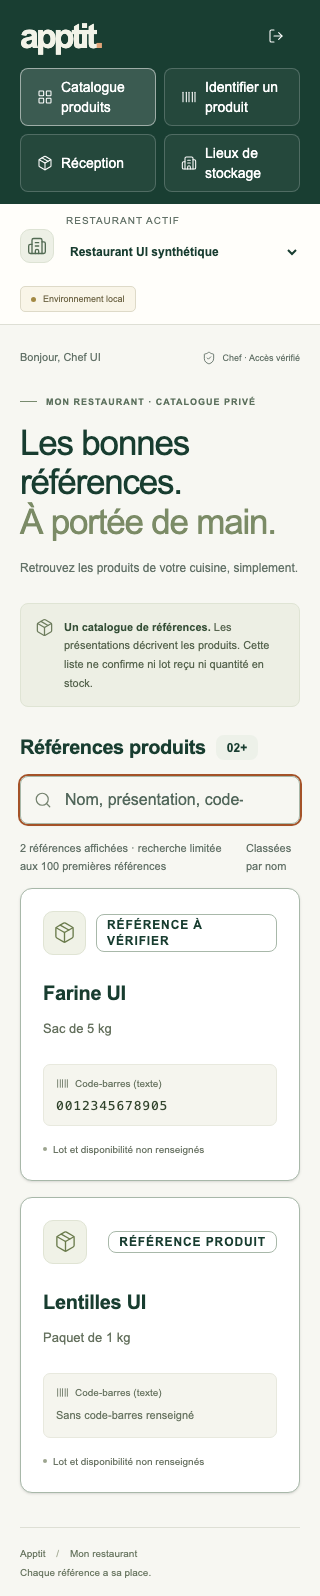 apptit.
Catalogue
produits
Identifier un
produit
Réception
Lieux de
stockage
RESTAURANT ACTIF
Restaurant UI synthétique
Environnement local
Bonjour, Chef UI
Chef · Accès vérifié
MON RESTAURANT · CATALOGUE PRIVÉ
Les bonnes
références.
À portée de main.
Retrouvez les produits de votre cuisine, simplement.
Un catalogue de références. Les
présentations décrivent les produits. Cette
liste ne confirme ni lot reçu ni quantité en
stock.
Références produits 02+
Nom, présentation, code-
2 références affichées · recherche limitée
aux 100 premières références
Classées
par nom
RÉFÉRENCE À
VÉRIFIER
Farine UI
Sac de 5 kg
Code-barres (texte)
0012345678905
Lot et disponibilité non renseignés
RÉFÉRENCE PRODUIT
Lentilles UI
Paquet de 1 kg
Code-barres (texte)
Sans code-barres renseigné
Lot et disponibilité non renseignés
Apptit / Mon restaurant
Chaque référence a sa place.